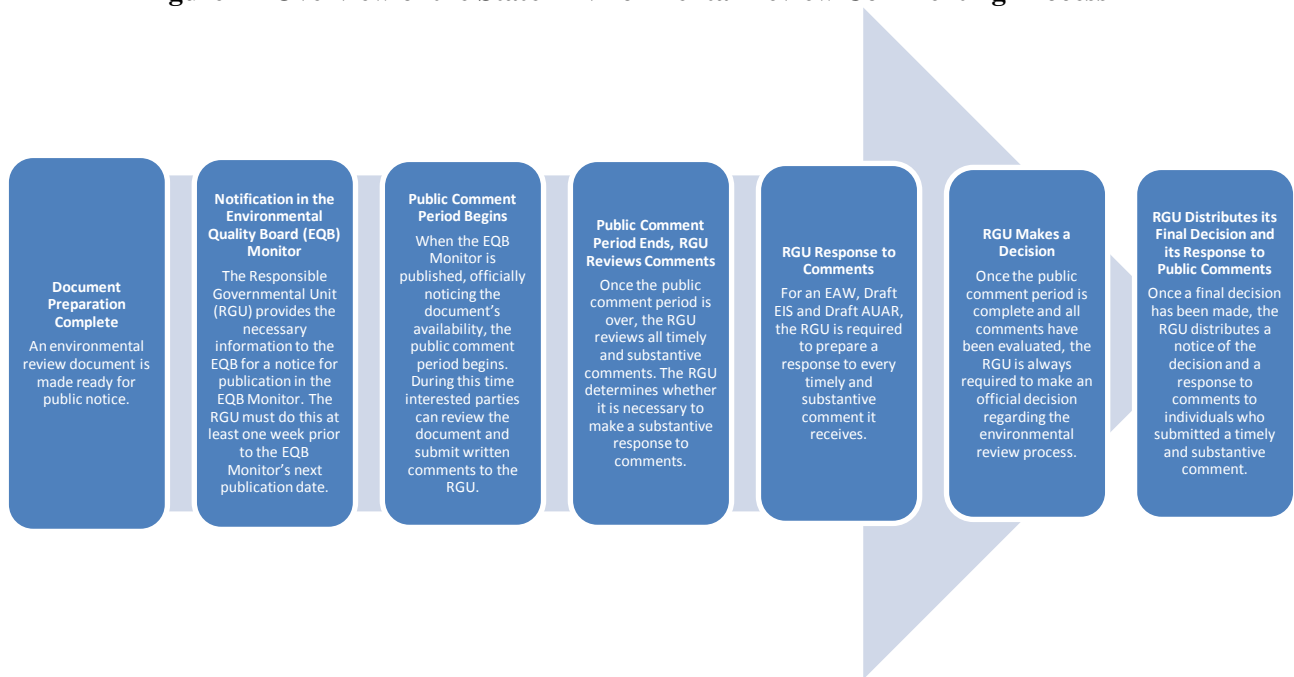 Figure Overview of the State Environmental Review Commenting Process
Document
Preparation
Complete
An environmental
review document is
made ready for
public notice.
Notification in the
Environmental
Quality Board (EQB)
Monitor
The Responsible
Governmental Unit
(RGU) provides the
necessary
information to the
EQB for a notice for
publication in the
EQB Monitor. The
RGU must do this at
least one week prior
to the EQB
Monitor's next
publication date.
Public Comment
Period Begins
When the EQB
Monitor is
published, officially
noticing the
document's
availability, the
public comment
period begins.
During this time
interested parties
can review the
document and
submit written
comments to the
RGU.
Public Comment
Period Ends, RGU
Reviews Comments
Once the public
comment period is
over, the RGU
reviews all timely
and substantive
comments. The RGU
determines whether
it is necessary to
make a substantive
response to
comments.
RGU Response to
Comments
For an EAW, Draft
EIS and Draft AUAR,
the RGU is required
to prepare a
response to every
timely and
substantive
comment it
receives.
RGU Makes a
Decision
Once the public
comment period is
complete and all
comments have
been evaluated, the
RGU is always
required to make an
official decision
regarding the
environmental
review process.
RGU Distributes its
Final Decision and
its Response to
Public Comments
Once a final decision
has been made, the
RGU distributes a
notice of the
decision and a
response to
comments to
individuals who
submitted a timely
and substantive
comment.